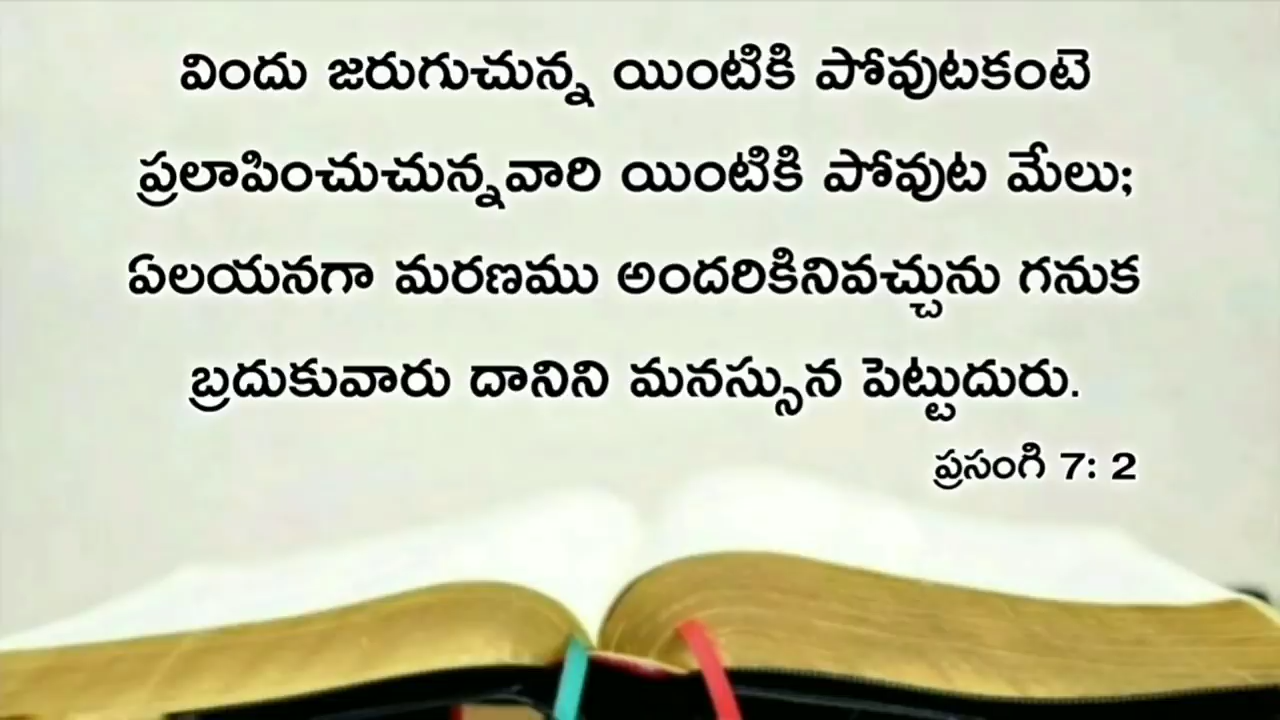 విందు జరుగుచున్న యింటికి పోవుటకంటె
ప్రలాపించుచున్నవారి యింటికి పోవుట మేలు;
ఏలయనగా మరణము అందరికినివచ్చును గనుక
బ్రదుకువారు దానిని మనస్సున పెట్టుదురు.
ప్రసంగి 7: 2